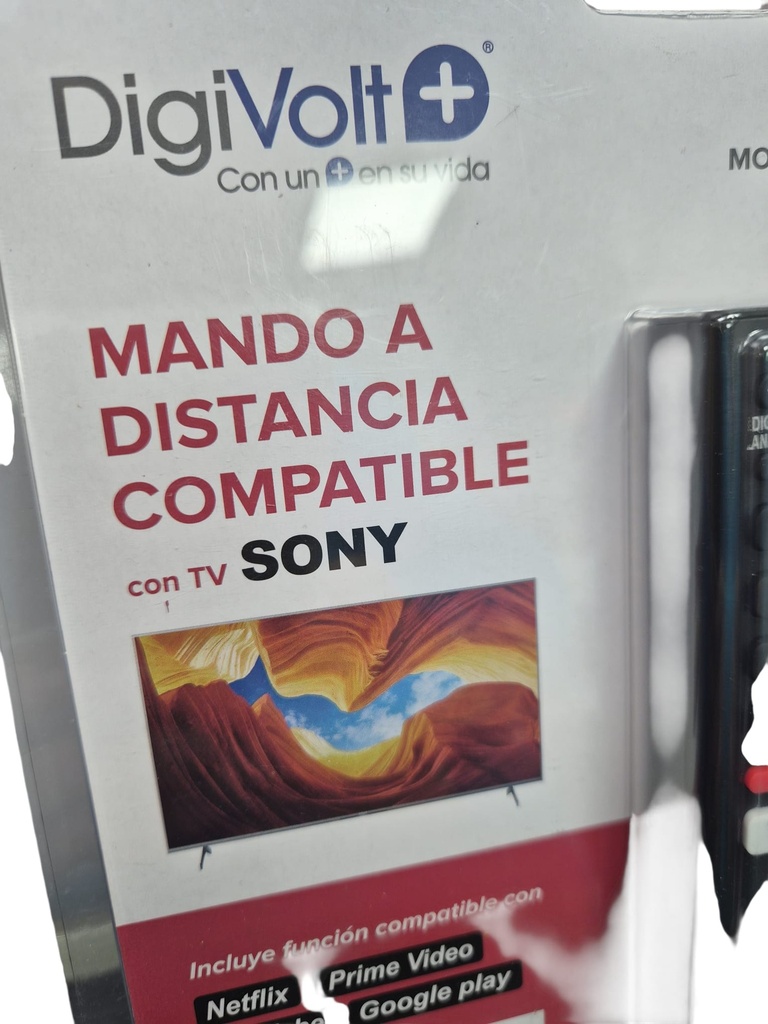 DigiVolt+®
Con un + en su vida
MANDO A
DISTANCIA
COMPATIBLE
con TV SONY
Incluye función compatible con
Netflix Prime Video
Google play